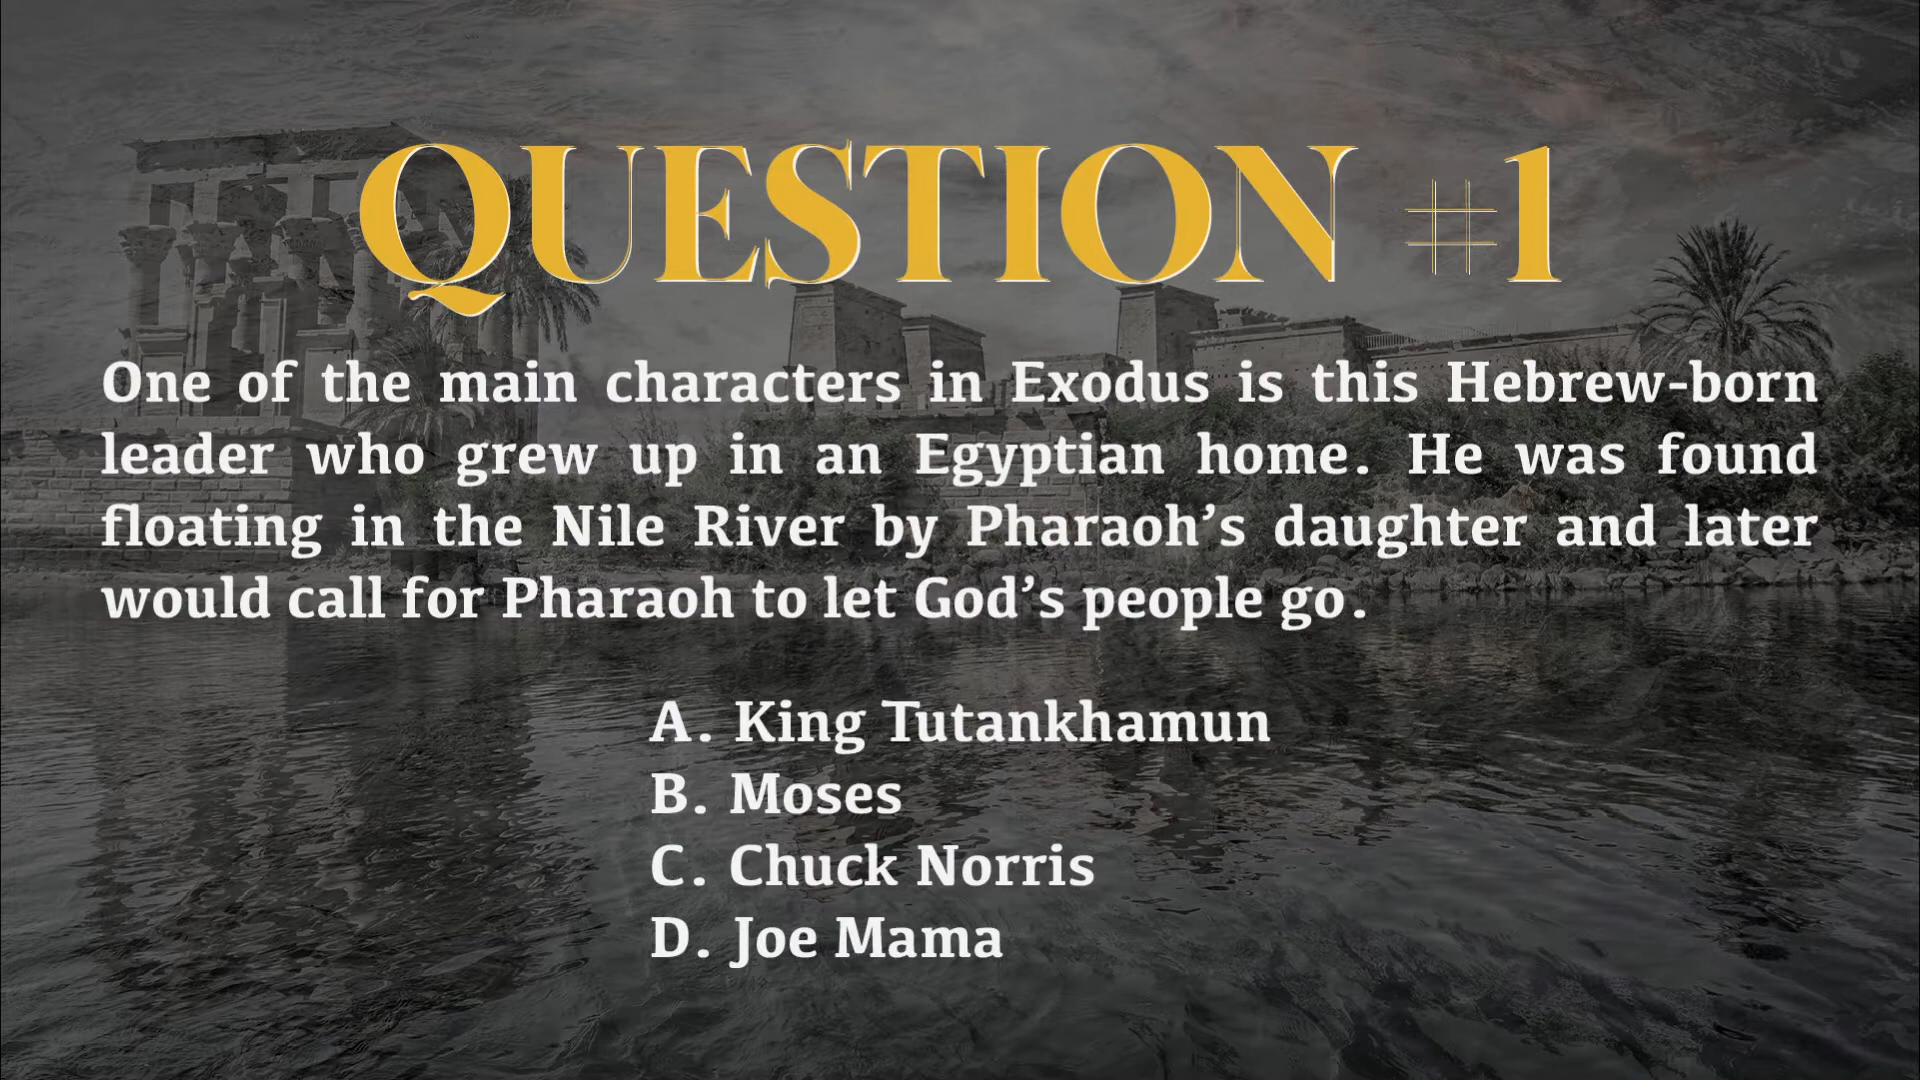 QUESTION #1
One of the main characters in Exodus is this Hebrew-born
leader who grew up in an Egyptian home. He was found
floating in the Nile River by Pharaoh’s daughter and later
would call for Pharaoh to let God’s people go.
A. King Tutankhamun
B. Moses
C. Chuck Norris
D. Joe Mama